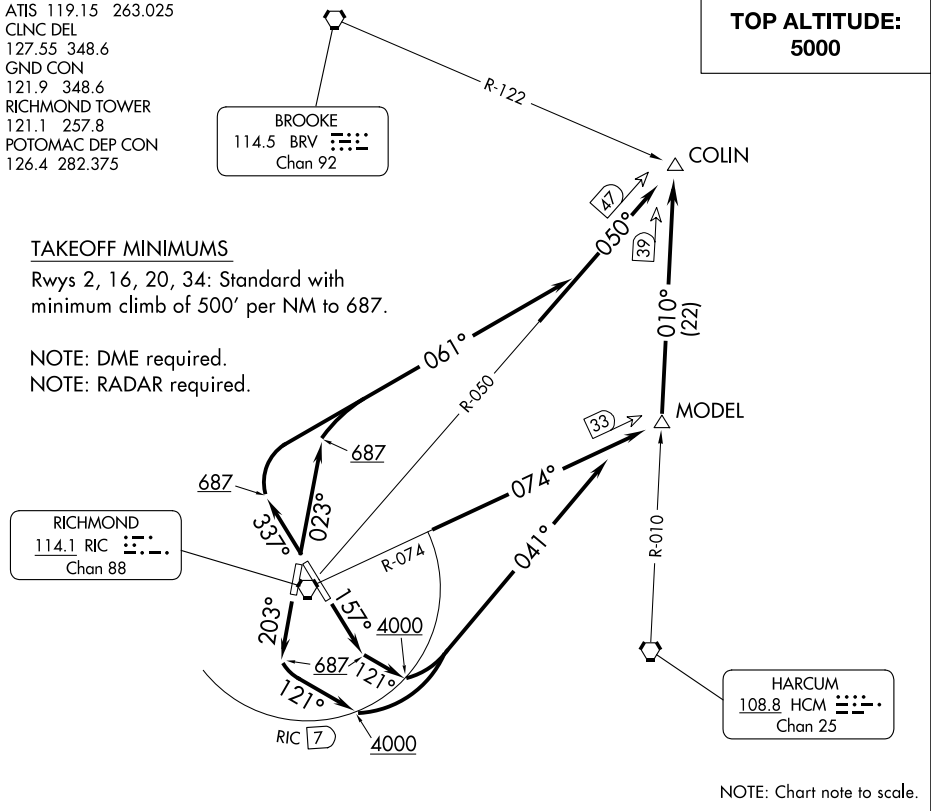 ATIS 119.15 263.025
CLNC DEL
127.55 348.6
GND CON
121.9 348.6
RICHMOND TOWER
121.1 257.8
POTOMAC DEP CON
126.4 282.375
TOP ALTITUDE:
5000
BROOKE
114.5 BRV
Chan 92
R-122
COLIN
47
050°
39
010°
(22)
TAKEOFF MINIMUMS
Rwys 2, 16, 20, 34: Standard with
minimum climb of 500' per NM to 687.
NOTE: DME required.
NOTE: RADAR required.
061°
R-050
MODEL
33
074°
687
687
023°
337°
041°
R-074
R-010
RICHMOND
114.1 RIC
Chan 88
203°
157°
4000
687
121°
121°
RIC 7
4000
HARCUM
108.8 HCM
Chan 25
NOTE: Chart note to scale.